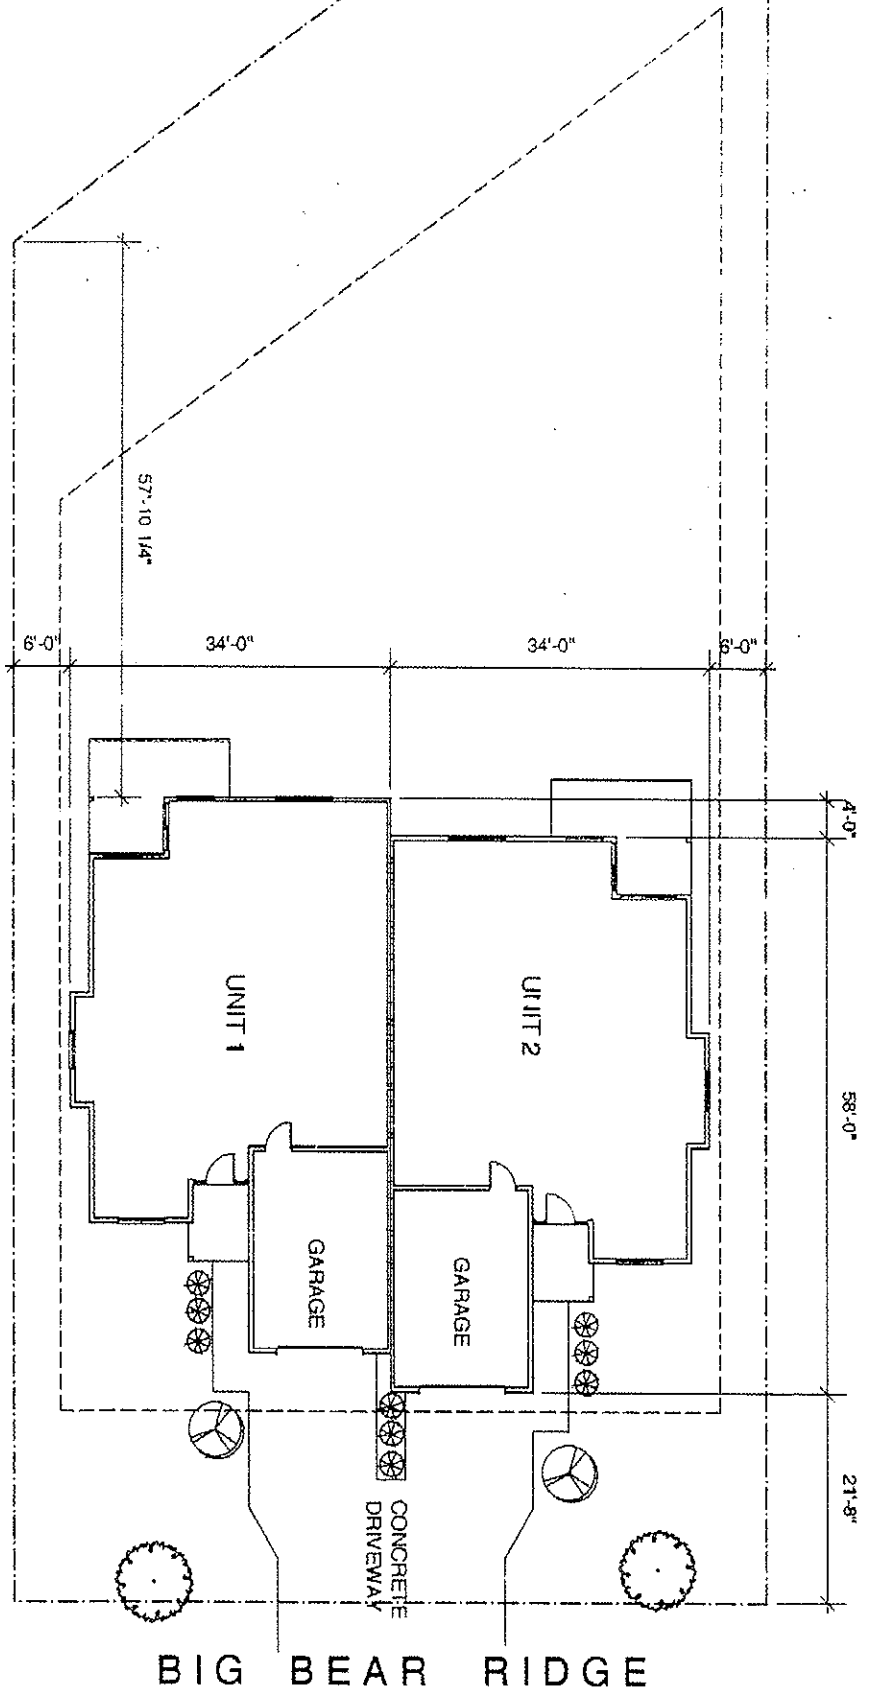 57'-10 1/4"
6'-0"
34'-0"
34'-0"
6'-0"
4'-0"
58'-0"
UNIT 1
UNIT 2
GARAGE
GARAGE
21'-8"
CONCRETE
DRIVEWAY
BIG BEAR RIDGE